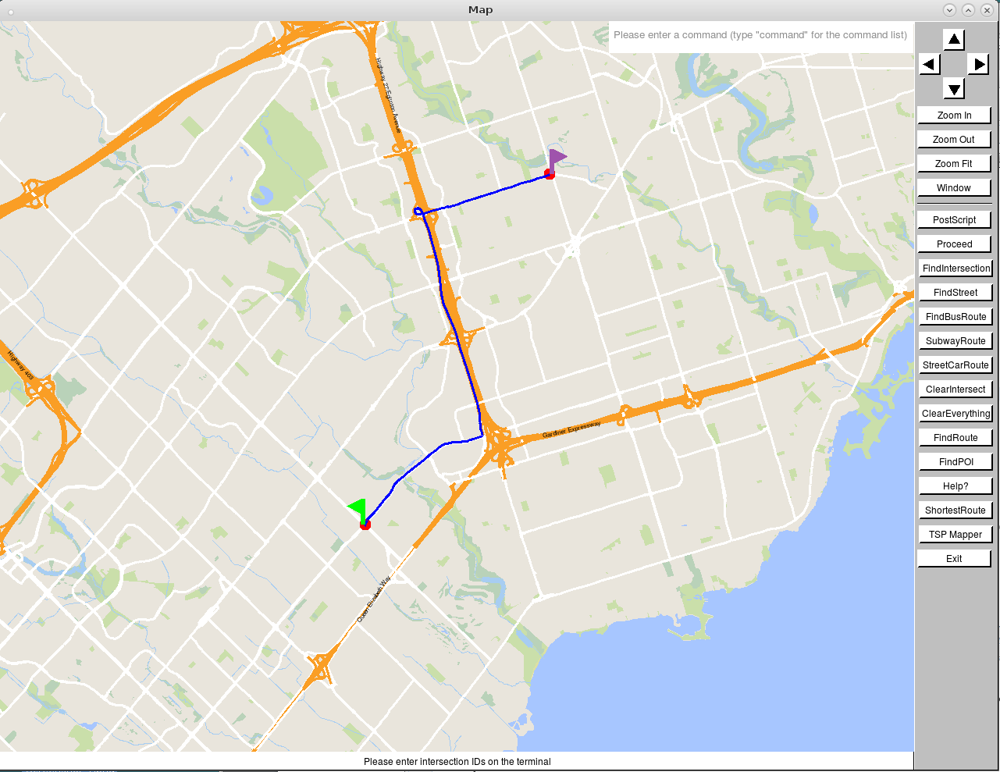 Map
Please enter a command (type "command" for the command list)
Highway 27/Eglinton Avenue
Highway 403
Gardiner Expressway
Queen Elizabeth Way
Zoom In
Zoom Out
Zoom Fit
Window
PostScript
Proceed
FindIntersection
FindStreet
FindBusRoute
SubwayRoute
StreetCarRoute
ClearIntersect
ClearEverything
FindRoute
FindPOI
Help?
ShortestRoute
TSP Mapper
Exit
Please enter intersection IDs on the terminal